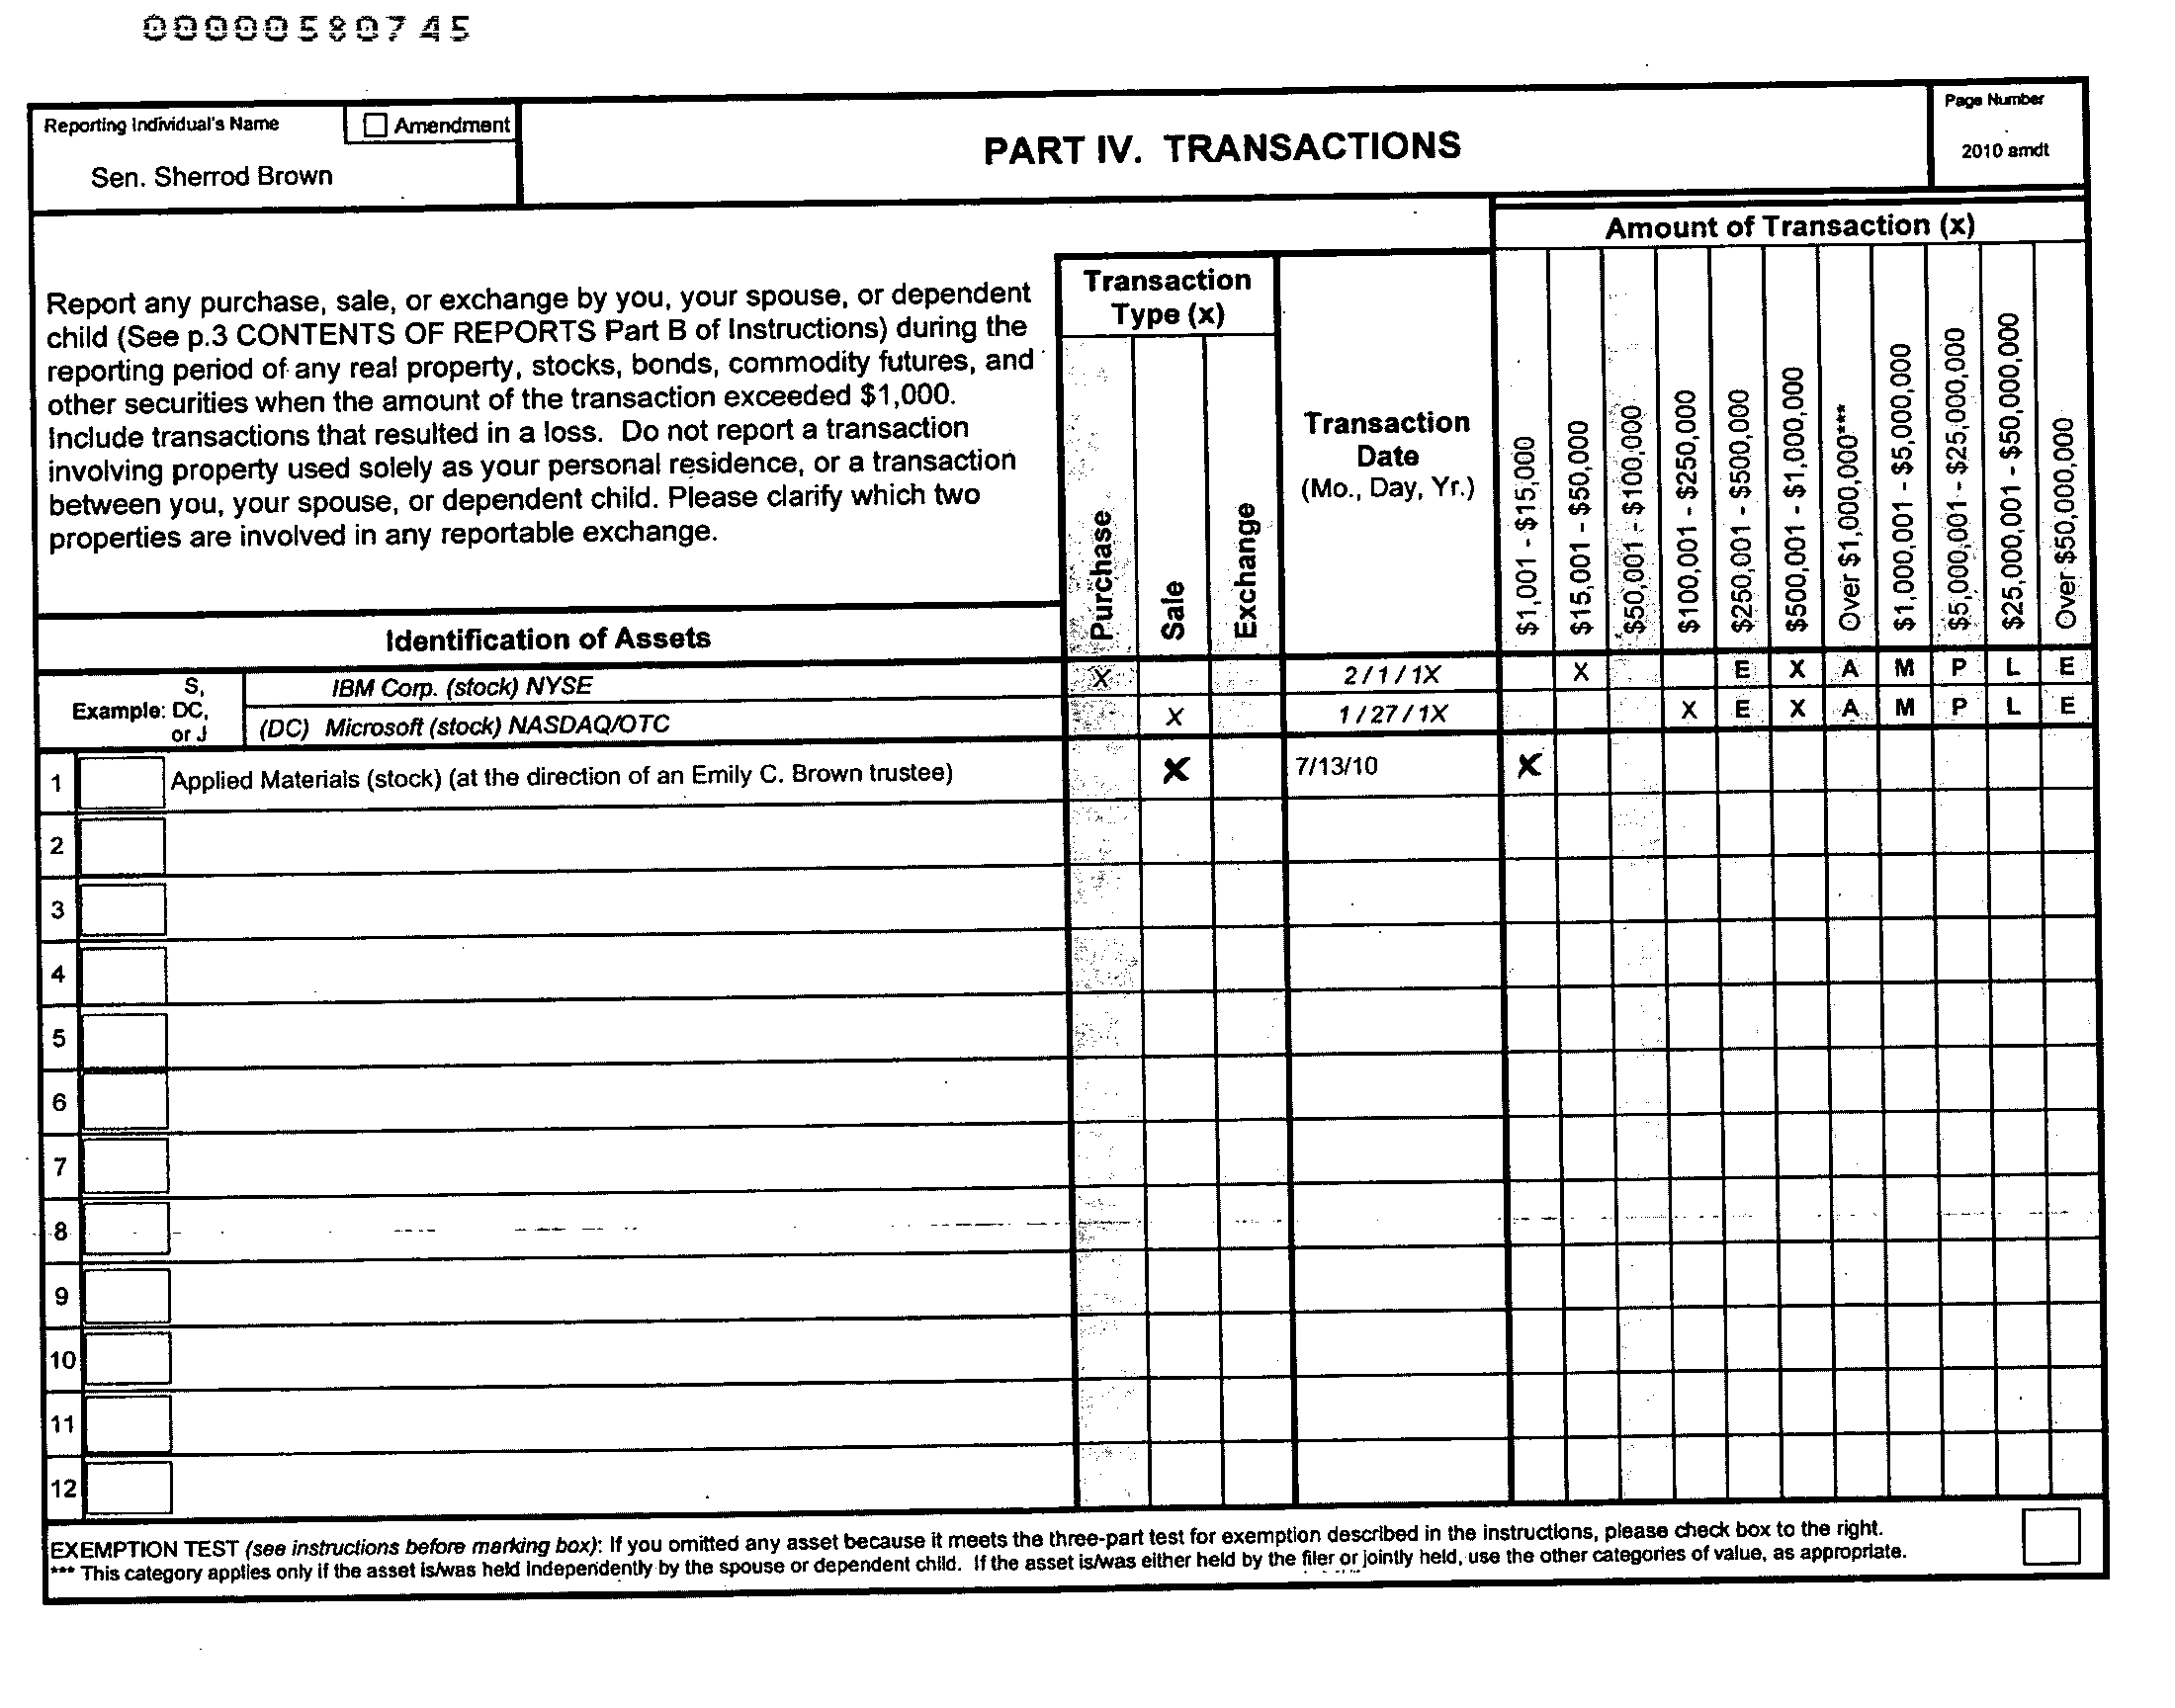 00000580745
Reporting Individual's Name
☐ Amendment
Sen. Sherrod Brown
PART IV. TRANSACTIONS
Page Number
2010 amdt
Report any purchase, sale, or exchange by you, your spouse, or dependent
child (See p.3 CONTENTS OF REPORTS Part B of Instructions) during the
reporting period of any real property, stocks, bonds, commodity futures, and
other securities when the amount of the transaction exceeded $1,000.
Include transactions that resulted in a loss. Do not report a transaction
involving property used solely as your personal residence, or a transaction
between you, your spouse, or dependent child. Please clarify which two
properties are involved in any reportable exchange.
Transaction
Type (x)
Purchase
Sale
Exchange
Transaction
Date
(Mo., Day, Yr.)
Amount of Transaction (x)
$1,001 - $15,000
$15,001 - $50,000
$50,001 - $100,000
$100,001 - $250,000
$250,001 - $500,000
$500,001 - $1,000,000
Over $1,000,000***
$1,000,001 - $5,000,000
$5,000,001 - $25,000,000
$25,000,001 - $50,000,000
Over $50,000,000
Identification of Assets
Example: S, DC, or J
IBM Corp. (stock) NYSE X 2 / 1 / 1X X E X A M P L E
(DC) Microsoft (stock) NASDAQ/OTC X 1 / 27 / 1X X E X A M P L E
1 Applied Materials (stock) (at the direction of an Emily C. Brown trustee) X 7/13/10 X
2
3
4
5
6
7
8
9
10
11
12
EXEMPTION TEST (see instructions before marking box): If you omitted any asset because it meets the three-part test for exemption described in the instructions, please check box to the right.
*** This category applies only if the asset is/was held independently by the spouse or dependent child. If the asset is/was either held by the filer or jointly held, use the other categories of value, as appropriate.